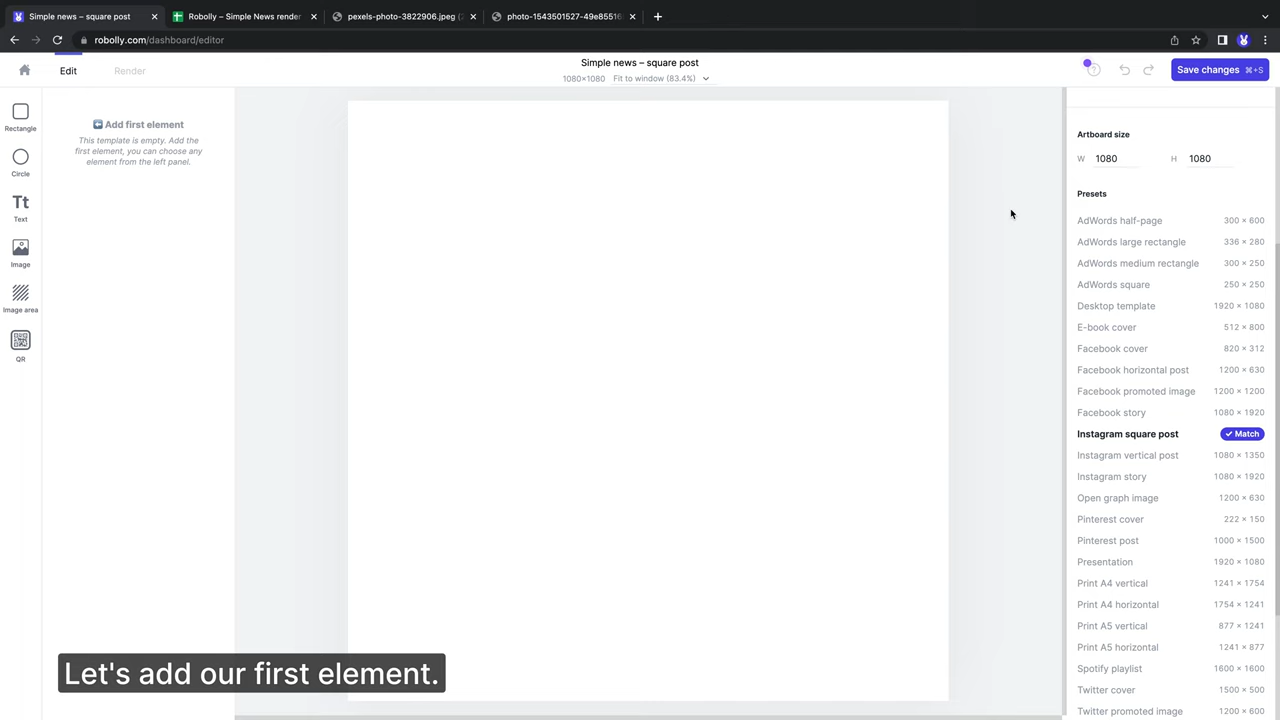 Simple news – square post
Robolly – Simple News render
pexels-photo-3822906.jpeg (
photo-1543501527-49e85516
robolly.com/dashboard/editor
Edit
Render
Simple news – square post
1080×1080 Fit to window (83.4%)
Save changes ⌘+S
Rectangle
Circle
Tt
Text
Image
Image area
QR
Add first element
This template is empty. Add the
first element, you can choose any
element from the left panel.
Artboard size
W 1080 H 1080
Presets
AdWords half-page 300 × 600
AdWords large rectangle 336 × 280
AdWords medium rectangle 300 × 250
AdWords square 250 × 250
Desktop template 1920 × 1080
E-book cover 512 × 800
Facebook cover 820 × 312
Facebook horizontal post 1200 × 630
Facebook promoted image 1200 × 1200
Facebook story 1080 × 1920
Instagram square post ✓ Match
Instagram vertical post 1080 × 1350
Instagram story 1080 × 1920
Open graph image 1200 × 630
Pinterest cover 222 × 150
Pinterest post 1000 × 1500
Presentation 1920 × 1080
Print A4 vertical 1241 × 1754
Print A4 horizontal 1754 × 1241
Print A5 vertical 877 × 1241
Print A5 horizontal 1241 × 877
Spotify playlist 1600 × 1600
Twitter cover 1500 × 500
Twitter promoted image 1200 × 600
Let's add our first element.